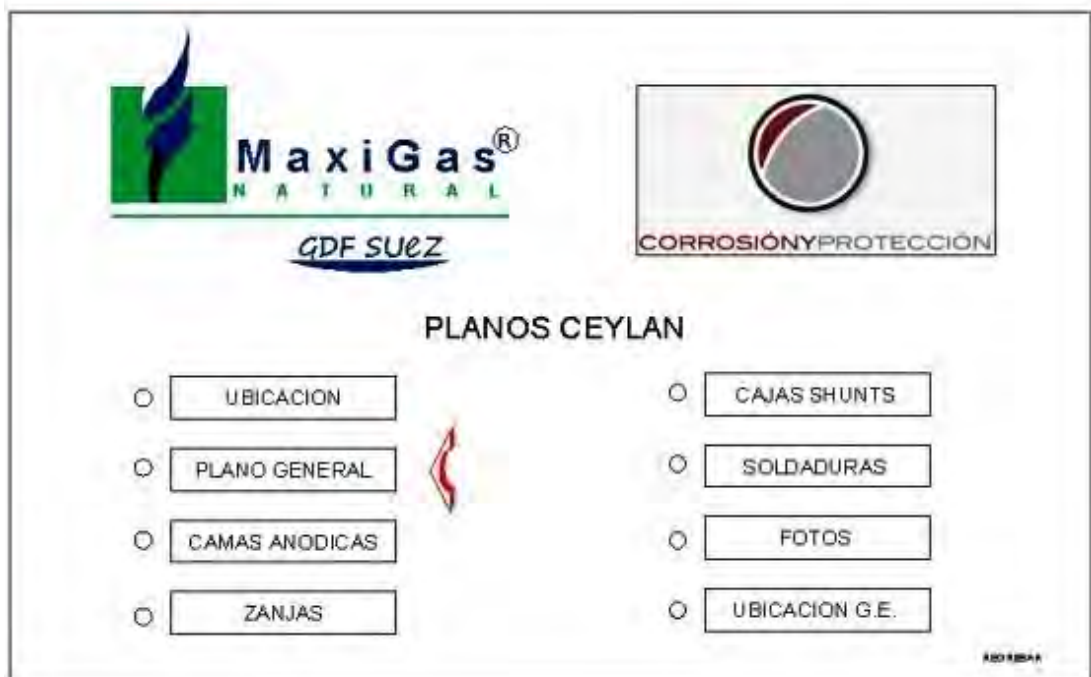 MaxiGas®
NATURAL
GDF SUEZ
CORROSIÓNYPROTECCIÓN
PLANOS CEYLAN
UBICACION
PLANO GENERAL
CAMAS ANODICAS
ZANJAS
CAJAS SHUNTS
SOLDADURAS
FOTOS
UBICACION G.E.